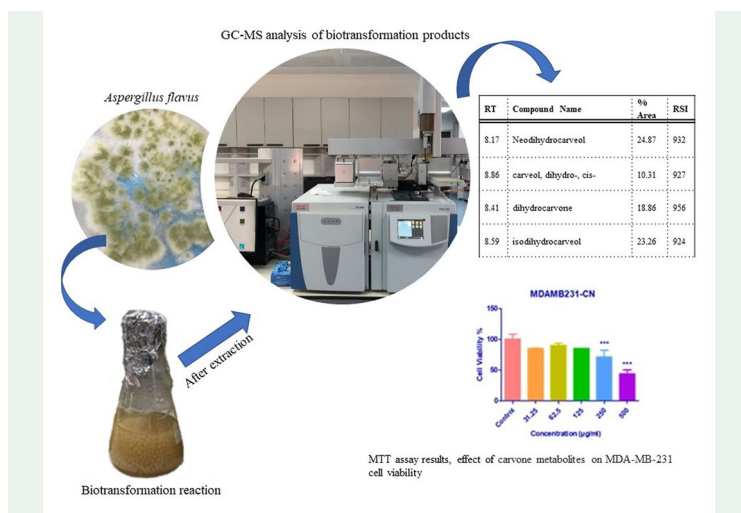 GC-MS analysis of biotransformation products
Aspergillus flavus
RT Compound Name % Area RSI
8.17 Neodihydrocarveol 24.87 932
8.86 carveol, dihydro-, cis- 10.31 927
8.41 dihydrocarvone 18.86 956
8.59 isodihydrocarveol 23.26 924
After extraction
Biotransformation reaction
MDAMB231-CN
Cell Viability %
150
100
50
0
*** ***
Control 31.25 62.5 125 250 500
Concentration (µg/ml)
MTT assay results, effect of carvone metabolites on MDA-MB-231
cell viability